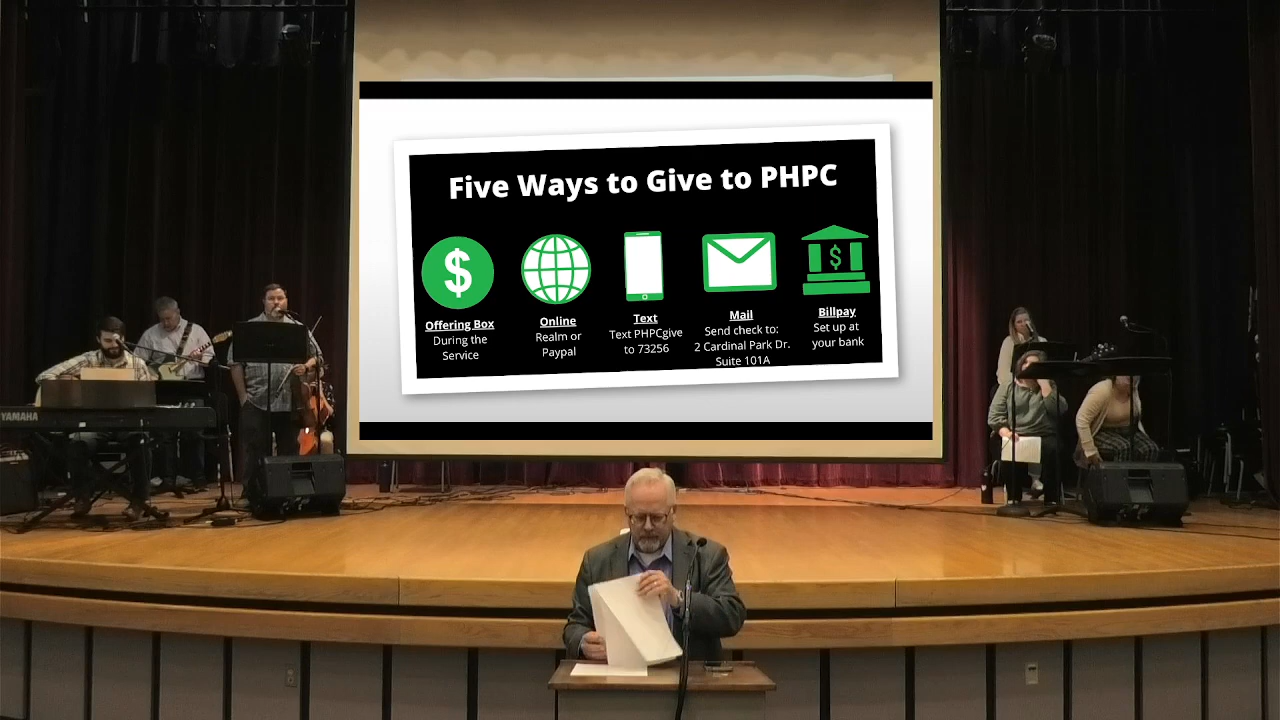 Five Ways to Give to PHPC
Offering Box
During the
Service
Online
Realm or
Paypal
Text
Text PHPCgive
to 73256
Mail
Send check to:
2 Cardinal Park Dr.
Suite 101A
Billpay
Set up at
your bank
YAMAHA